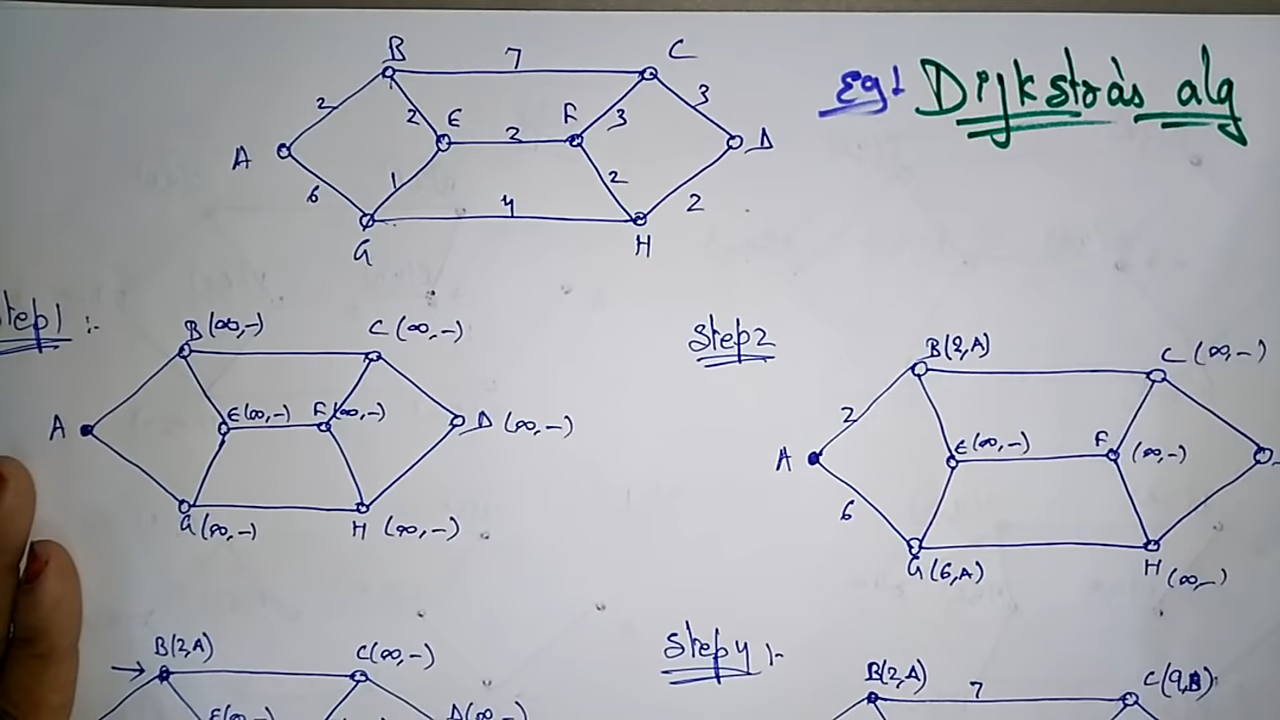 Eg! Dijkstra's alg
B 7 C
2 2 E 2 F 3 3
A D
6 1 2 2
4
G H
Step1 :-
B(∞,-) C(∞,-)
A E(∞,-) F(∞,-) D(∞,-)
G(∞,-) H(∞,-)
Step2
B(2,A) C(∞,-)
2
A E(∞,-) F(∞,-)
6
G(6,A) H(∞,-)
B(2,A) C(∞,-)
E(∞,-) D(∞,-)
Step4 :-
B(2,A) 7 C(9,B)